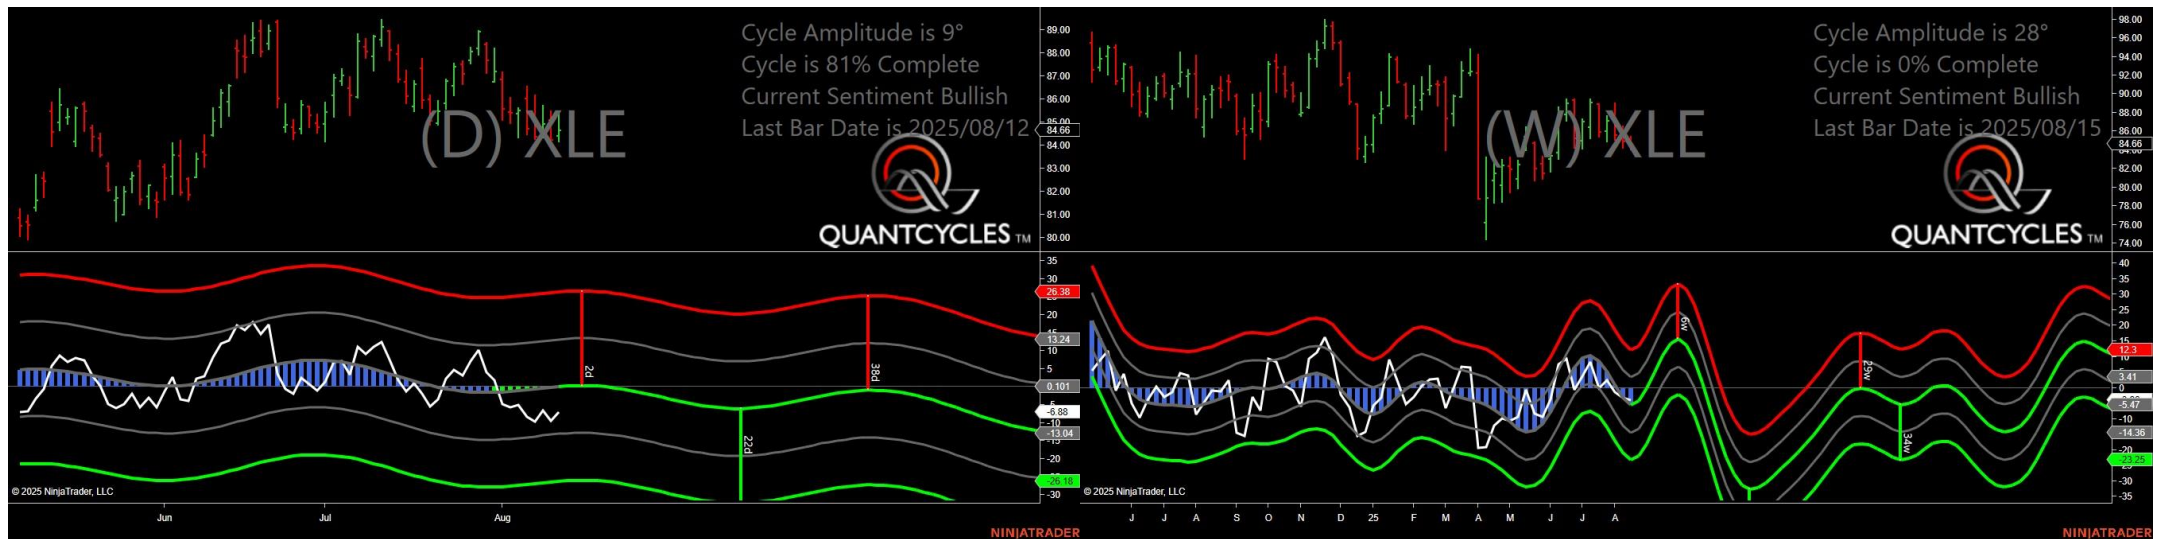 Cycle Amplitude is 9°
Cycle is 81% Complete
Current Sentiment Bullish
Last Bar Date is 2025/08/12
(D) XLE
QUANTCYCLES TM
89.00
88.00
87.00
86.00
85.00
84.66
84.00
83.00
82.00
81.00
80.00
35
30
26.38
20
15
13.24
10
5
0.101
-5
-6.88
-10
-13.04
-15
-20
-26.18
-30
2d
22d
38d
© 2025 NinjaTrader, LLC
Jun
Jul
Aug
NINJATRADER
Cycle Amplitude is 28°
Cycle is 0% Complete
Current Sentiment Bullish
Last Bar Date is 2025/08/15
(W) XLE
QUANTCYCLES TM
98.00
96.00
94.00
92.00
90.00
88.00
86.00
84.66
82.00
80.00
78.00
76.00
74.00
40
35
30
25
20
15
12.3
10
3.41
0
-5.47
-10
-14.36
-20
-23.25
-30
-35
6w
29w
34w
© 2025 NinjaTrader, LLC
J
J
A
S
O
N
D
25
F
M
A
M
J
J
A
NINJATRADER